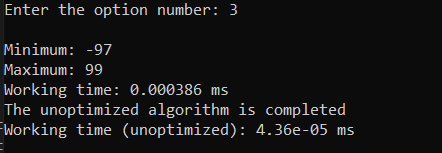 Enter the option number: 3
Minimum: -97
Maximum: 99
Working time: 0.000386 ms
The unoptimized algorithm is completed
Working time (unoptimized): 4.36e-05 ms